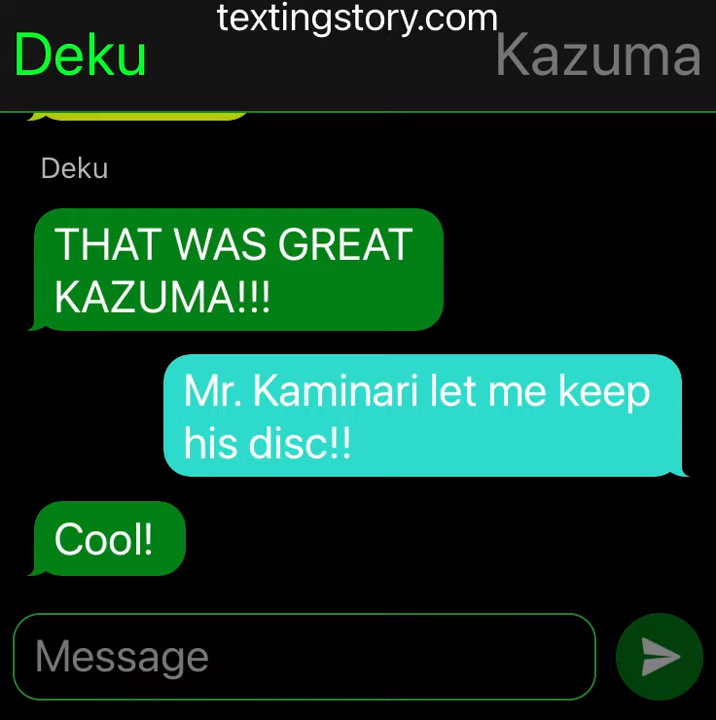 textingstory.com
Deku
Kazuma
Deku
THAT WAS GREAT
KAZUMA!!!
Mr. Kaminari let me keep
his disc!!
Cool!
Message